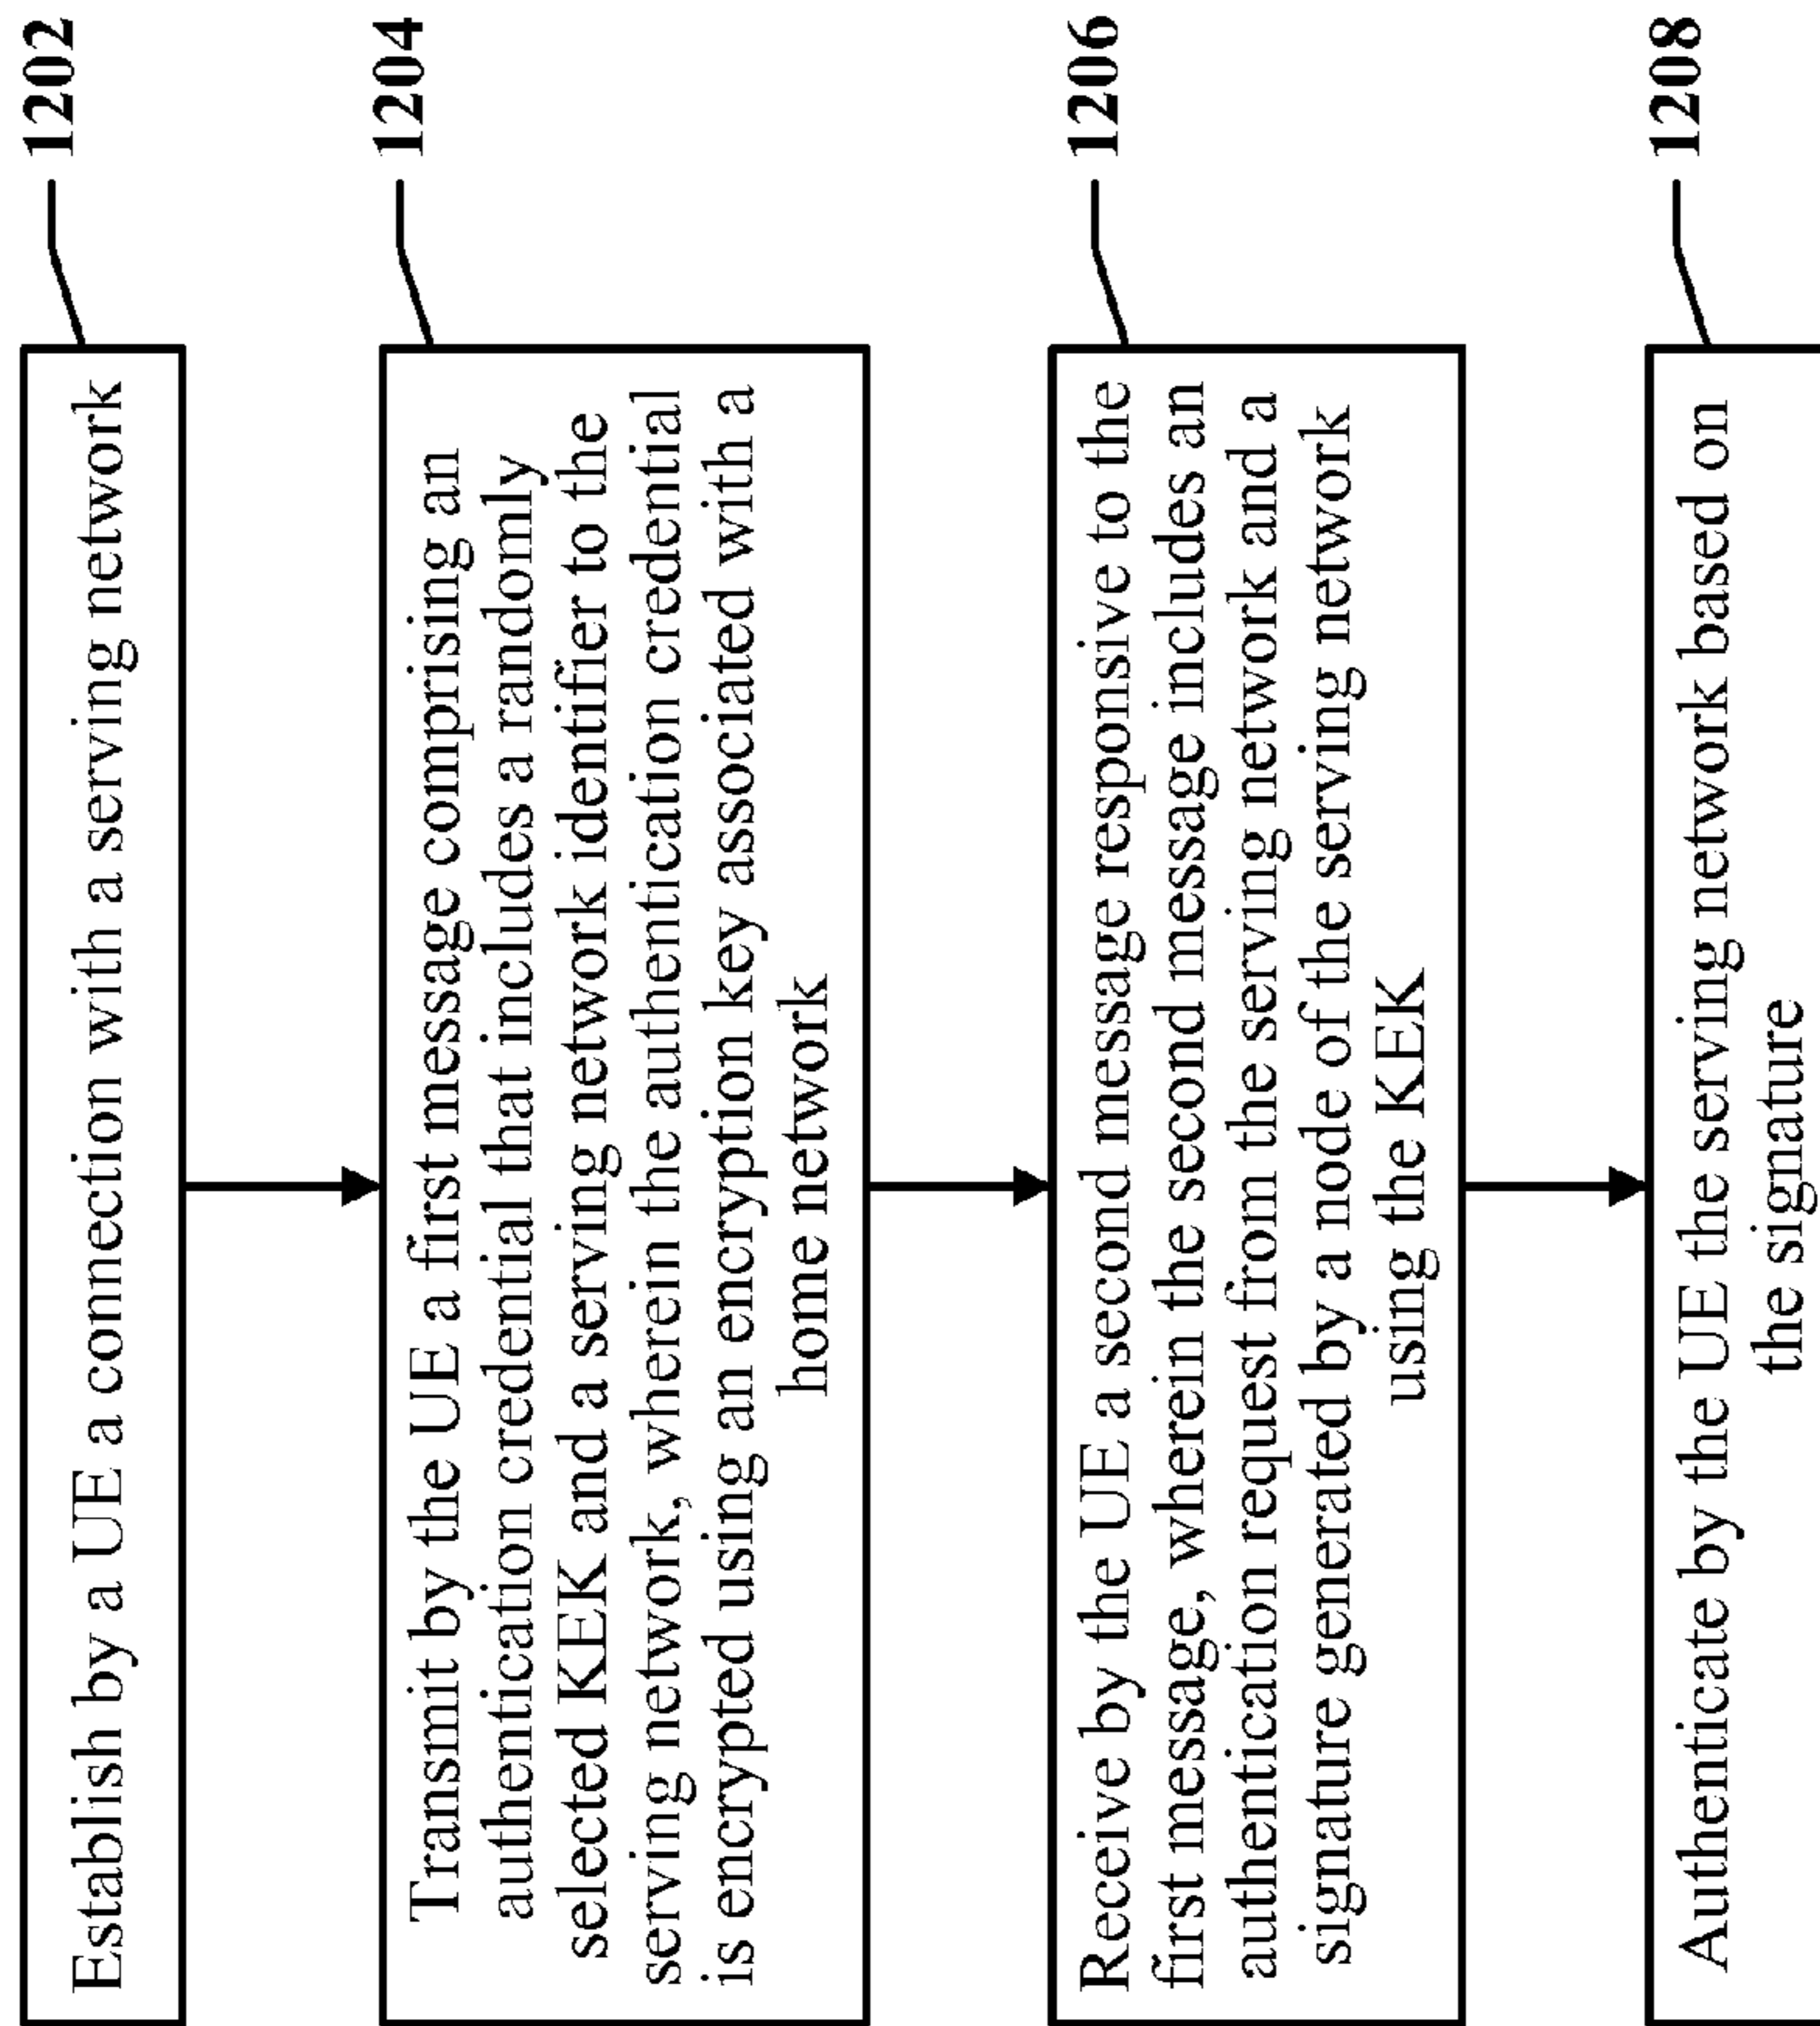 Establish by a UE a connection with a serving network
1202
Transmit by the UE a first message comprising an
authentication credential that includes a randomly
selected KEK and a serving network identifier to the
serving network, wherein the authentication credential
is encrypted using an encryption key associated with a
home network
1204
Receive by the UE a second message responsive to the
first message, wherein the second message includes an
authentication request from the serving network and a
signature generated by a node of the serving network
using the KEK
1206
Authenticate by the UE the serving network based on
the signature
1208